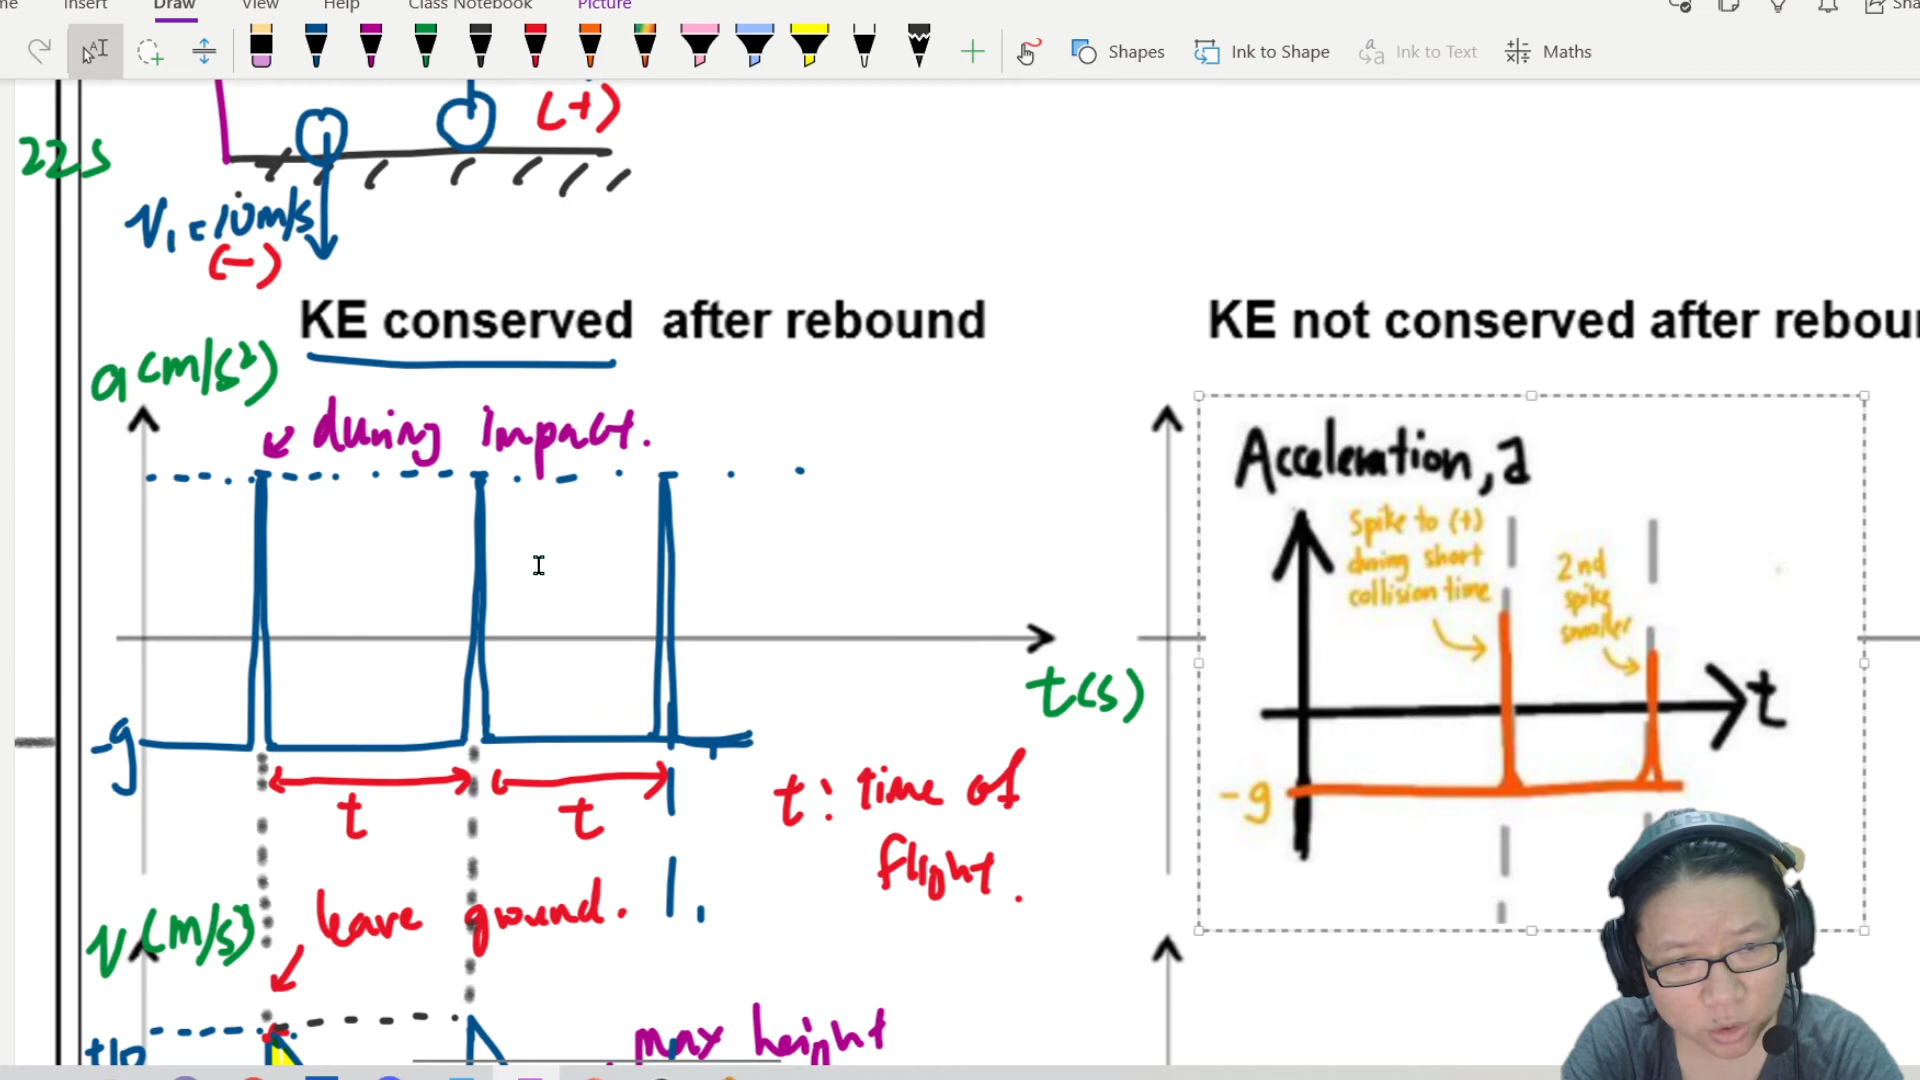 Insert Draw View Help Class Notebook Picture
Shapes Ink to Shape Ink to Text Maths
(+)
22s
V1 = 10m/s
(-)
KE conserved after rebound
KE not conserved after rebou
a (m/s²)
during impact.
Acceleration, a
Spike to (+)
during short
collision time
2nd
spike
smaller
t
t(s)
-g
-g
t
t
t: time of
flight.
leave ground.
v (m/s)
max height
+10